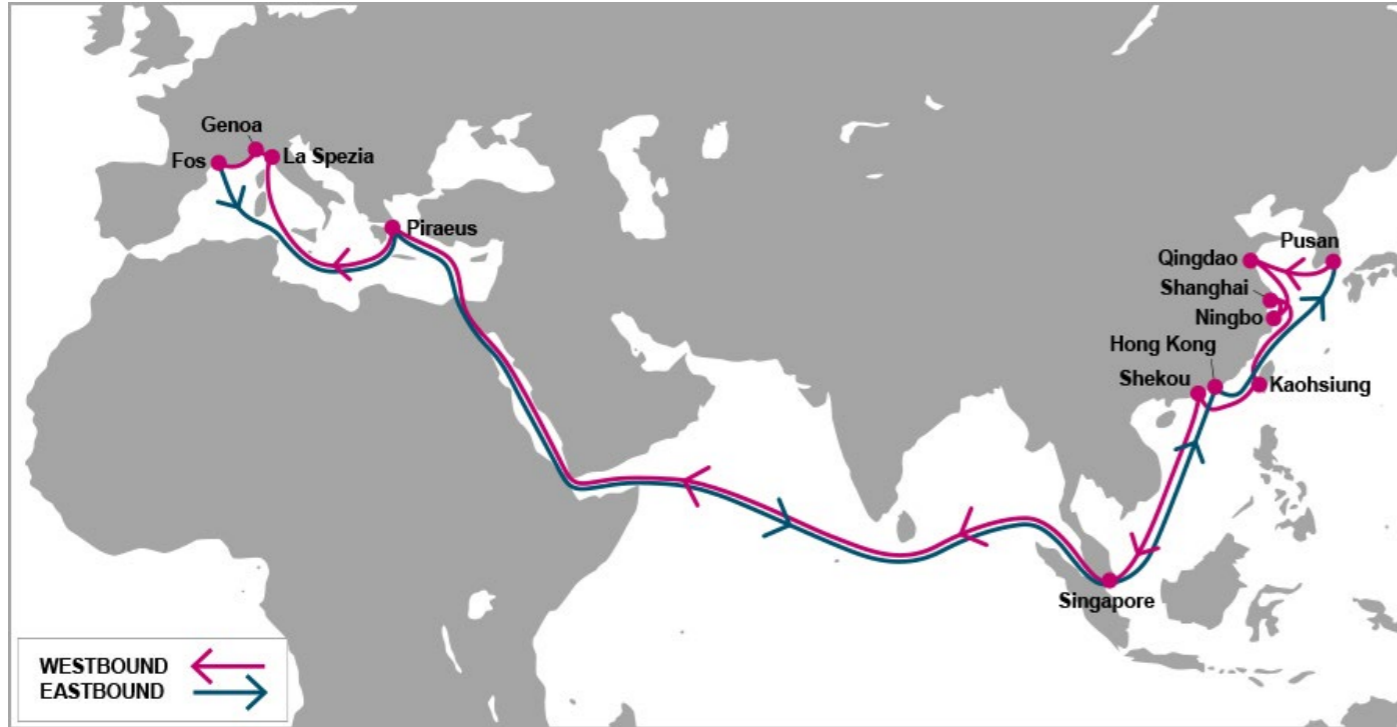 Genoa
Fos
La Spezia
Piraeus
Pusan
Qingdao
Shanghai
Ningbo
Hong Kong
Shekou
Kaohsiung
Singapore
WESTBOUND
EASTBOUND